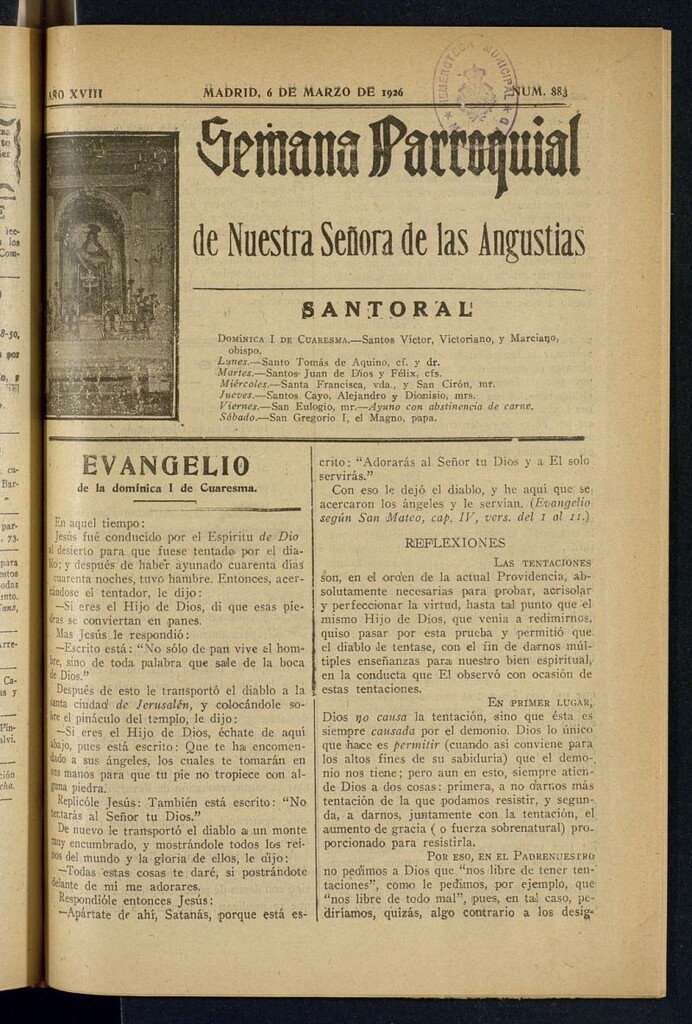 AÑO XVIII MADRID, 6 DE MARZO DE 1926 NUM. 883
HEMEROTECA MUNICIPAL
Semana Parroquial
de Nuestra Señora de las Angustias
SANTORAL
Dominica I de Cuaresma.—Santos Víctor, Victoriano, y Marciano,
obispo.
Lunes.—Santo Tomás de Aquino, cf. y dr.
Martes.—Santos Juan de Dios y Félix, cfs.
Miércoles.—Santa Francisca, vda., y San Cirón, mr.
Jueves.—Santos Cayo, Alejandro y Dionisio, mrs.
Viernes.—San Eulogio, mr.—Ayuno con abstinencia de carne.
Sábado.—San Gregorio I, el Magno, papa.
EVANGELIO
de la domínica I de Cuaresma.
En aquel tiempo:
Jesús fué conducido por el Espíritu de Dio
al desierto para que fuese tentado por el dia-
blo; y después de haber ayunado cuarenta días
cuarenta noches, tuvo hambre. Entonces, acer-
cándose el tentador, le dijo:
—Si eres el Hijo de Dios, di que esas pie-
dras se conviertan en panes.
Mas Jesús le respondió:
—Escrito está: "No sólo de pan vive el hom-
bre, sino de toda palabra que sale de la boca
de Dios."
Después de esto le transportó el diablo a la
santa ciudad de Jerusalén, y colocándole so-
bre el pináculo del templo, le dijo:
—Si eres el Hijo de Dios, échate de aquí
abajo, pues está escrito: Que te ha encomen-
dado a sus ángeles, los cuales te tomarán en
sus manos para que tu pie no tropiece con al-
guna piedra.
Replicóle Jesús: También está escrito: "No
tentarás al Señor tu Dios."
De nuevo le transportó el diablo a un monte
muy encumbrado, y mostrándole todos los rei-
nos del mundo y la gloria de ellos, le dijo:
—Todas estas cosas te daré, si postrándote
delante de mí me adorares.
Respondióle entonces Jesús:
—Apártate de ahí, Satanás, porque está es-
crito: "Adorarás al Señor tu Dios y a El solo
servirás."
Con eso le dejó el diablo, y he aquí que se
acercaron los ángeles y le servían. (Evangelio
según San Mateo, cap. IV, vers. del 1 al 11.)
REFLEXIONES
Las tentaciones
son, en el orden de la actual Providencia, ab-
solutamente necesarias para probar, acrisolar
y perfeccionar la virtud, hasta tal punto que el
mismo Hijo de Dios, que venía a redimirnos,
quiso pasar por esta prueba y permitió que
el diablo le tentase, con el fin de darnos múl-
tiples enseñanzas para nuestro bien espiritual,
en la conducta que El observó con ocasión de
estas tentaciones.
En primer lugar,
Dios no causa la tentación, sino que ésta es
siempre causada por el demonio. Dios lo único
que hace es permitir (cuando así conviene para
los altos fines de su sabiduría) que el demo-
nio nos tiene; pero aun en esto, siempre atien-
de Dios a dos cosas: primera, a no darnos más
tentación de la que podamos resistir, y segun-
da, a darnos, juntamente con la tentación, el
aumento de gracia ( o fuerza sobrenatural) pro-
porcionado para resistirla.
Por eso, en el Padrenuestro
no pedimos a Dios que "nos libre de tener ten-
taciones", como le pedimos, por ejemplo, que
"nos libre de todo mal", pues, en tal caso, pe-
diríamos, quizás, algo contrario a los desig-